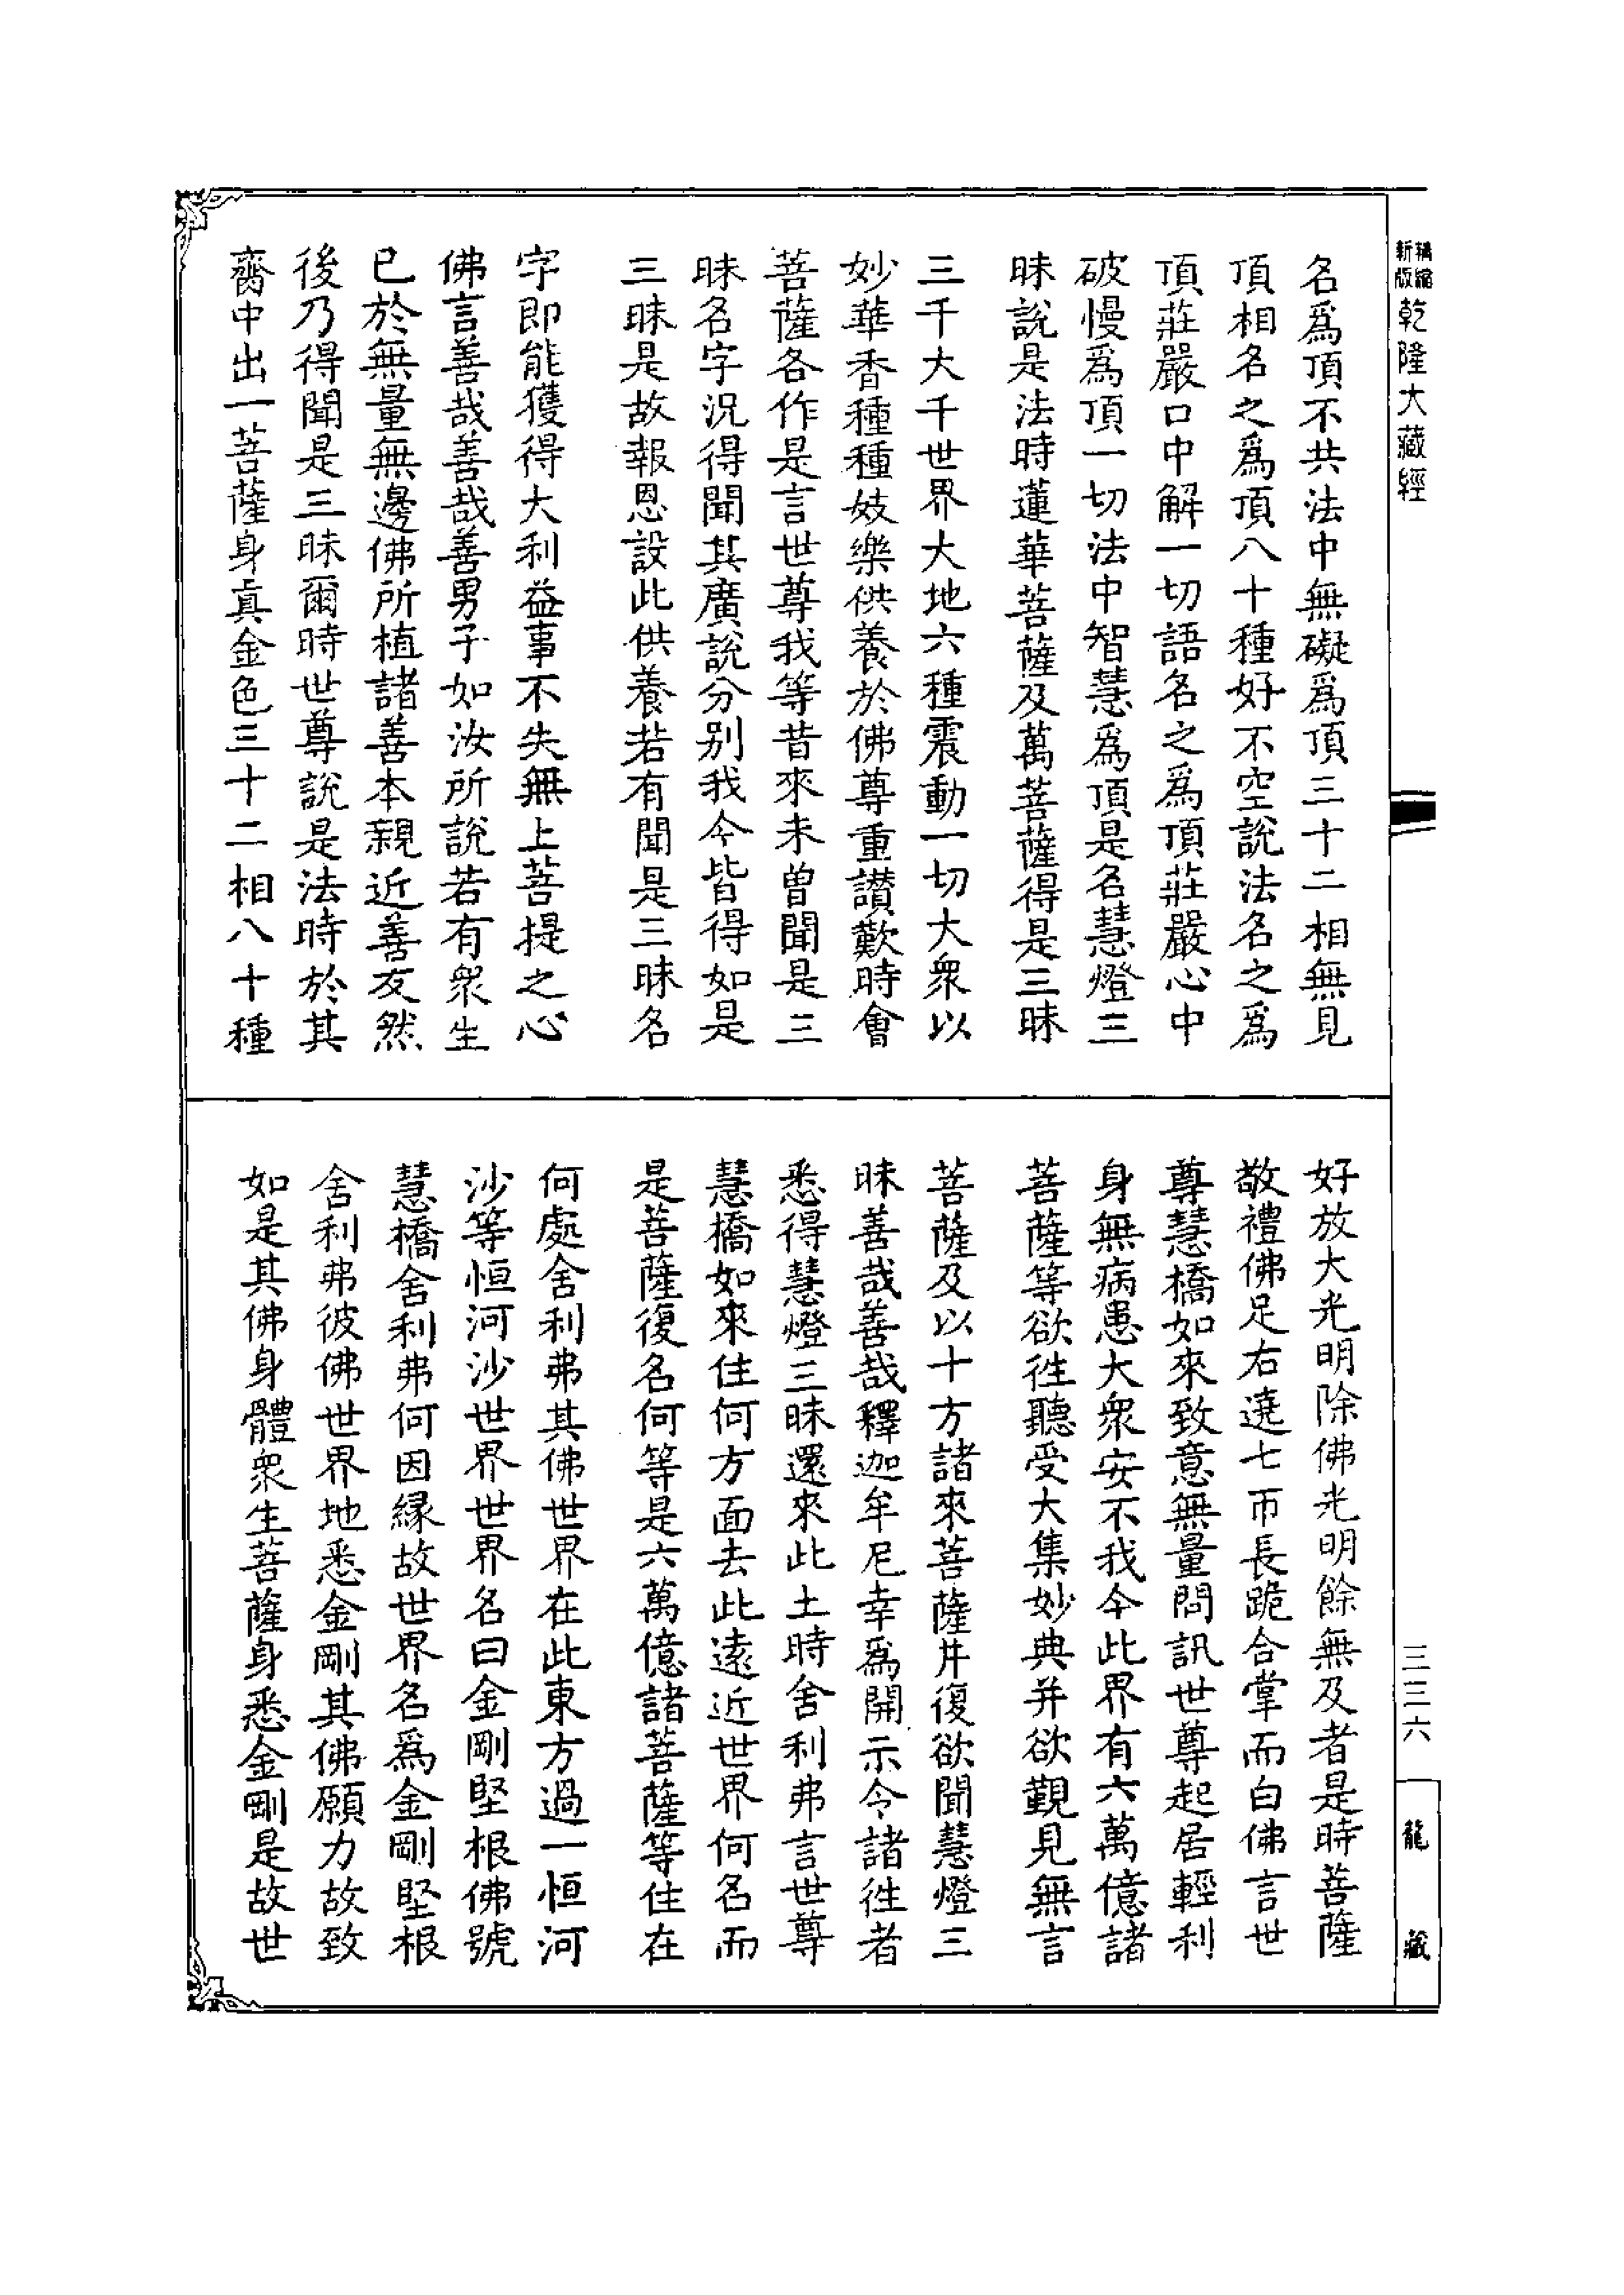 精縮
新版
乾隆大藏經
名爲頂不共法中無礙爲頂三十二相無見
頂相名之爲頂八十種好不空說法名之爲
頂莊嚴口中解一切語名之爲頂莊嚴心中
破慢爲頂一切法中智慧爲頂是名慧燈三
昧說是法時蓮華菩薩及萬菩薩得是三昧
三千大千世界大地六種震動一切大衆以
妙華香種種妓樂供養於佛尊重讃歎時會
菩薩各作是言世尊我等昔來未曾聞是三
昧名字況得聞其廣說分別我今皆得如是
三昧是故報恩設此供養若有聞是三昧名
字即能獲得大利益事不失無上菩提之心
佛言善哉善哉善男子如汝所說若有衆生
已於無量無邊佛所植諸善本親近善友然
後乃得聞是三昧爾時世尊說是法時於其
齎中出一菩薩身真金色三十二相八十種
好放大光明除佛光明餘無及者是時菩薩
敬禮佛足右遶七帀長跪合掌而白佛言世
尊慧橋如來致意無量問訊世尊起居輕利
身無病患大衆安不我今此界有六萬億諸
菩薩等欲徃聽受大集妙典并欲覲見無言
菩薩及以十方諸來菩薩幷復欲聞慧燈三
昧善哉善哉釋迦牟尼幸爲開示令諸徃者
悉得慧燈三昧還來此土時舍利弗言世尊
慧橋如來住何方面去此遠近世界何名而
是菩薩復名何等是六萬億諸菩薩等住在
何處舍利弗其佛世界在此東方過一恒河
沙等恒河沙世界世界名曰金剛堅根佛號
慧橋舍利弗何因緣故世界名爲金剛堅根
舍利弗彼佛世界地悉金剛其佛願力故致
如是其佛身體衆生菩薩身悉金剛是故世
三三六
龍藏